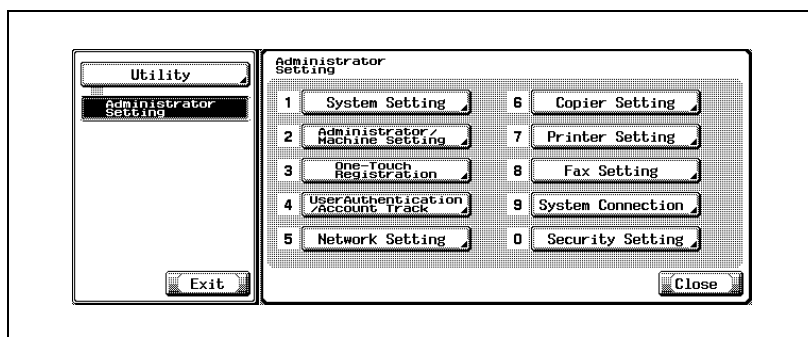 Utility
Administrator
Setting
Exit
Administrator
Setting
1 System Setting
2 Administrator/
Machine Setting
3 One-Touch
Registration
4 UserAuthentication
/Account Track
5 Network Setting
6 Copier Setting
7 Printer Setting
8 Fax Setting
9 System Connection
0 Security Setting
Close